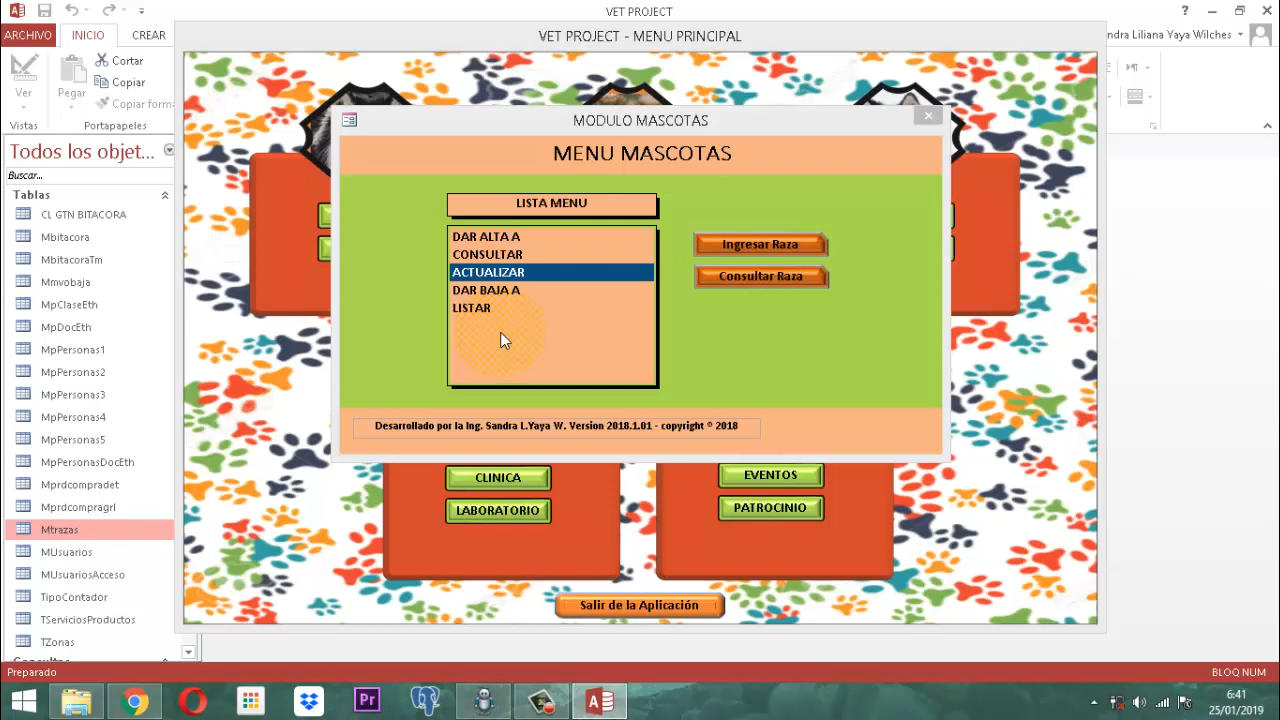 VET PROJECT
ARCHIVO INICIO CREAR
ndra Liliana Yaya Wilches
Ver
Pegar
Cortar
Copiar
Copiar forma
Vistas
Portapapeles
VET PROJECT - MENU PRINCIPAL
Todos los objet...
Buscar...
Tablas
CL GTN BITACORA
Mbitacora
MbitacoraTm
Mmvobaja
MpClaseEth
MpDocEth
MpPersonas1
MpPersonas2
MpPersonas3
MpPersonas4
MpPersonas5
MpPersonasDocEth
Mprdcompradet
Mprdcompragrl
Mtrazas
MUsuarios
MUsuariosAcceso
TipoContador
TServiciosProductos
TZonas
MODULO MASCOTAS
MENU MASCOTAS
LISTA MENU
DAR ALTA A
CONSULTAR
ACTUALIZAR
DAR BAJA A
LISTAR
Ingresar Raza
Consultar Raza
Desarrollado por la Ing. Sandra L.Yaya W. Version 2018.1.01 - copyright © 2018
CLINICA
LABORATORIO
EVENTOS
PATROCINIO
Salir de la Aplicación
Preparado
BLOQ NUM
Pr
6:41
25/01/2019